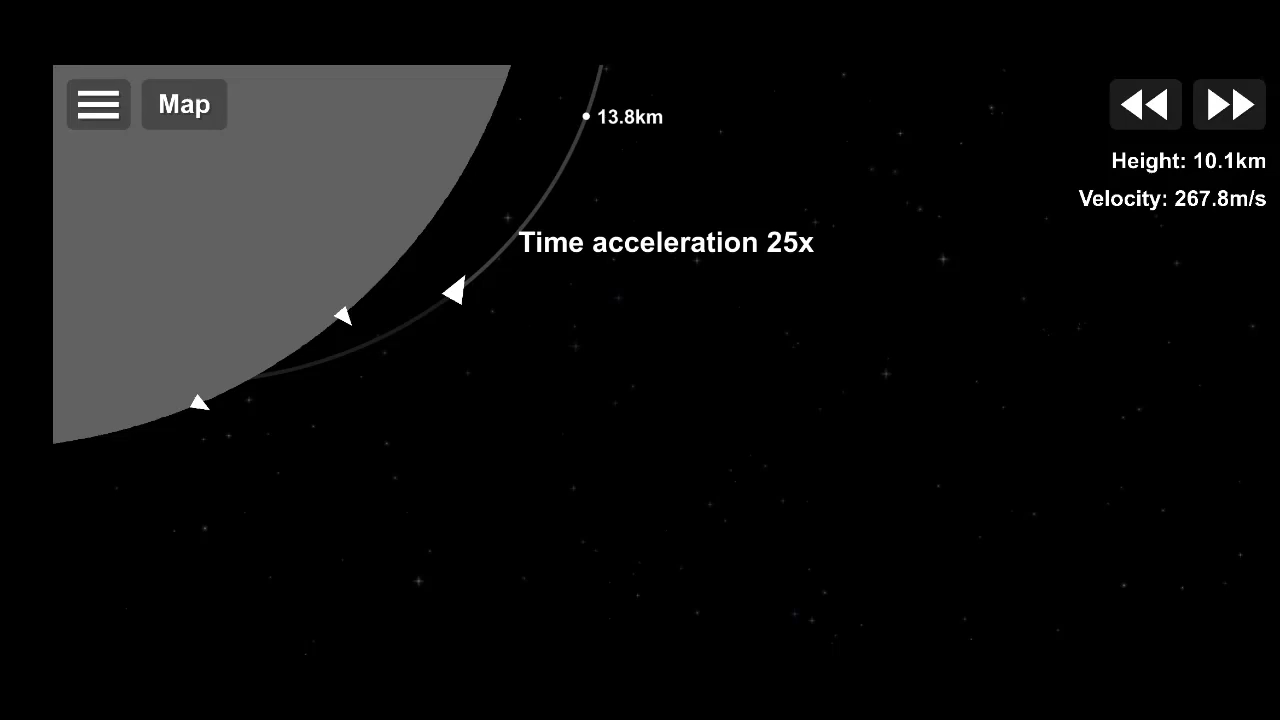 Map
13.8km
Height: 10.1km
Velocity: 267.8m/s
Time acceleration 25x